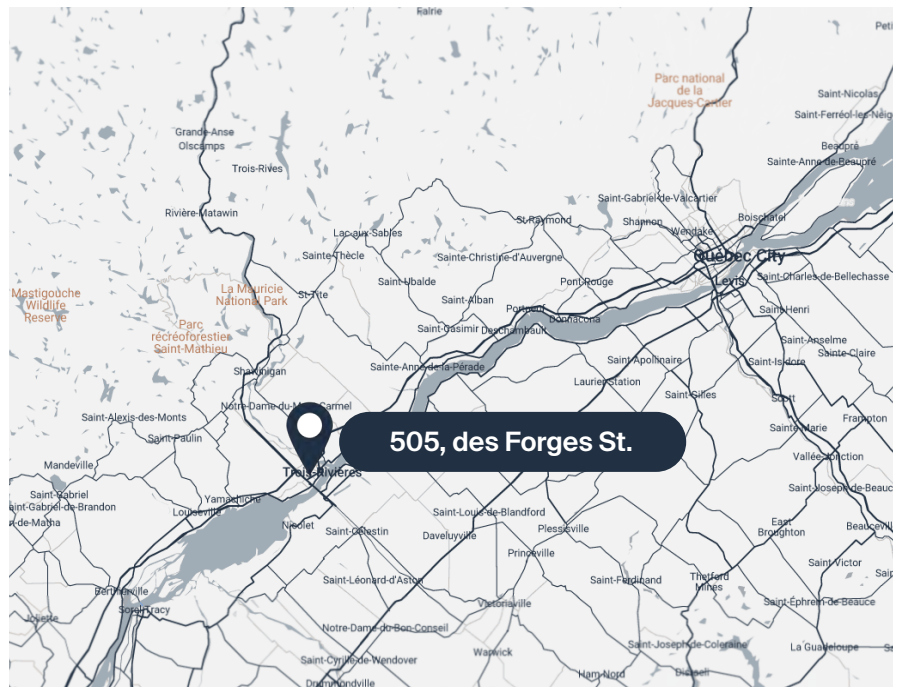 Fairie
Parc national
de la
Jacques-Cartier
Saint-Nicolas
Saint-Ferréol-les-Neig
Grande-Anse
Olscamps
Beaupré
Trois-Rives
Sainte-Anne-de-Beaupré
Saint-Gabriel-de-Valcartier
Rivière-Matawin
St-Raymond
Shannon
Boischatel
Lac-aux-Sables
Wendake
Sainte-Thècle
Sainte-Christine-d'Auvergne
Québec City
Saint-Ubalde
Pont-Rouge
Levis
Saint-Charles-de-Bellechasse
Mastigouche
Wildlife
Reserve
La Mauricie
National Park
St-Tite
Saint-Alban
Portneuf
Saint-Henri
Parc
récréoforestier
Saint-Mathieu
Saint-Casimir
Deschambault
Donnacona
Saint-Anselme
Sainte-Claire
Shawinigan
Sainte-Anne-de-la-Pérade
Saint-Apollinaire
Saint-Isidore
Laurier-Station
Saint-Gilles
Scott
Notre-Dame-du-Mont-Carmel
Saint-Alexis-des-Monts
Frampton
Saint-Paulin
Sainte Marie
505, des Forges St.
Vallée-Jonction
Mandeville
Trois-Rivières
Saint-Gabriel
Saint-Joseph-de-Beauc
aint-Gabriel-de-Brandon
Yamachiche
Louiseville
Saint-Louis-de-Blandford
n-de-Matha
Nicolet
Saint-Célestin
Daveluyville
Plessisville
East
Broughton
Beauceville
Princeville
Saint-Victor
Saint-Léonard-d'Aston
Saint-Ferdinand
Thetford
Mines
Berthierville
Sorel-Tracy
Victoriaville
Saint-Ephrem-de-Beauce
Joliette
Notre-Dame-du-Bon-Conseil
Saint-Joseph-de-Coleraine
La Guadeloupe
Warwick
Saint-Cyrille-de-Wendover
Ham-Nord
Disraeli
Drummondville